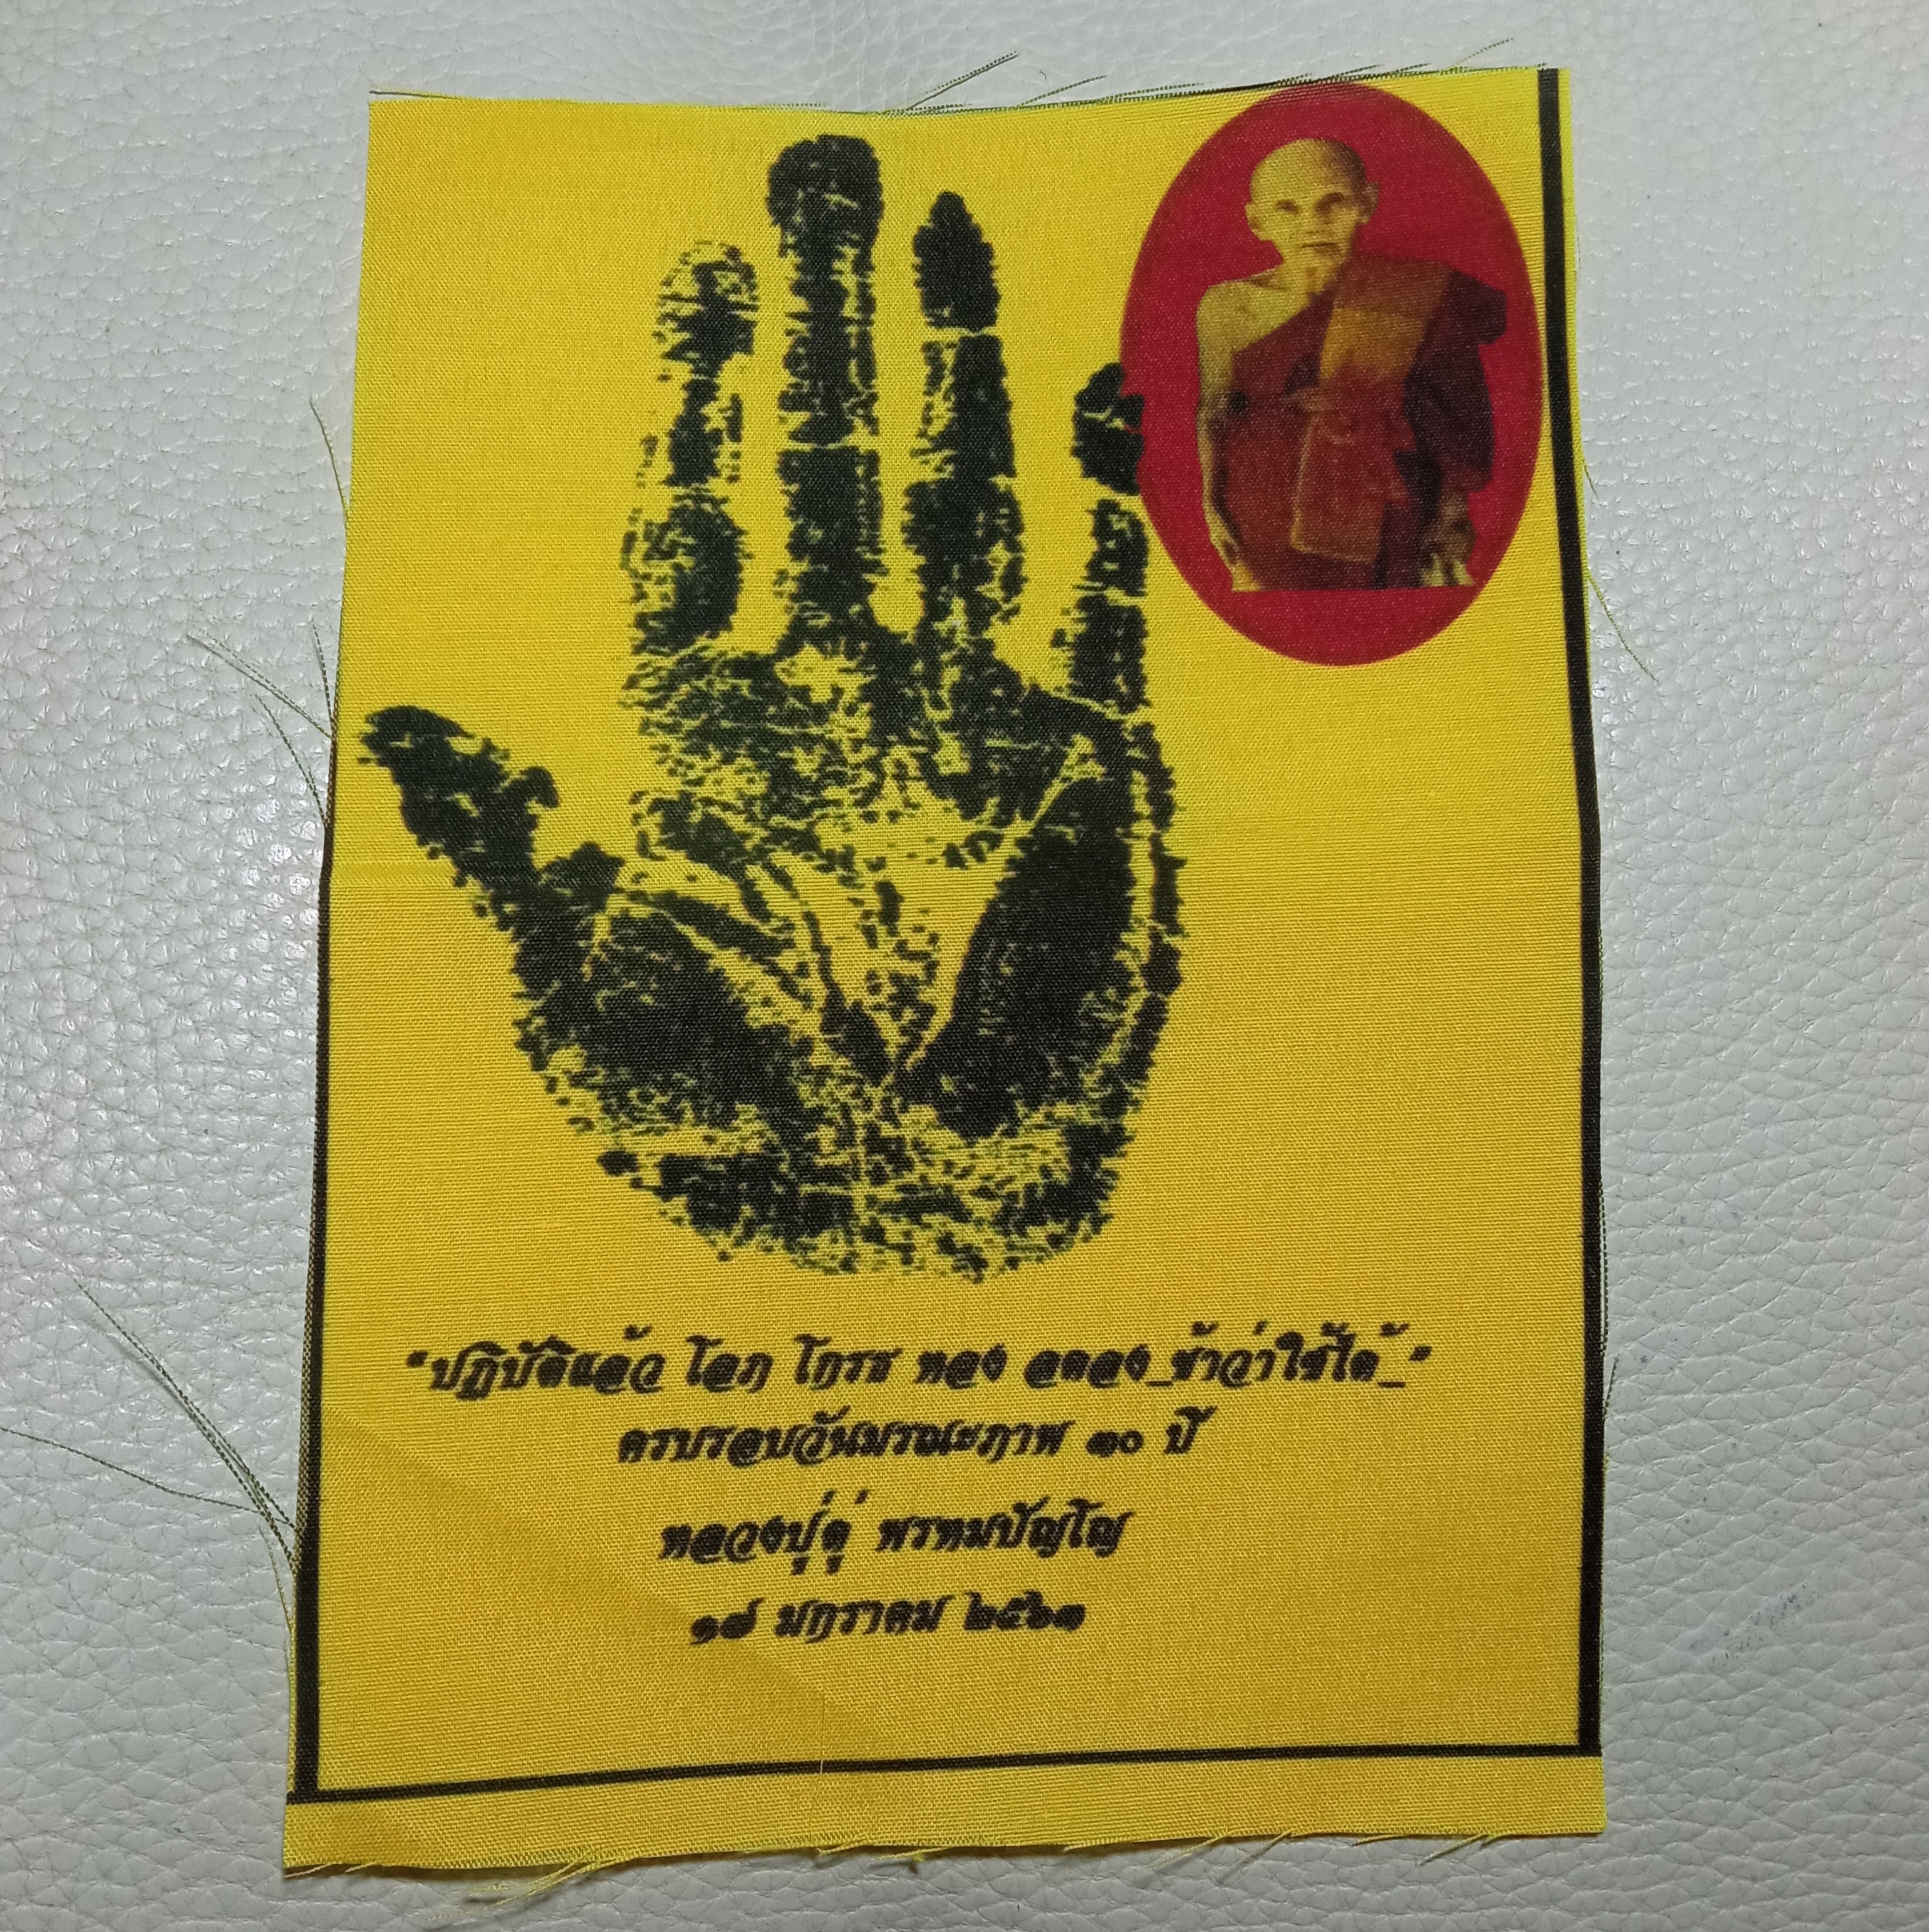 "ปฏิบัติแล้ว โลภ โกรธ หลง ลดลง_ข้าว่าใช้ได้_"
ครบรอบวันมรณะภาพ ๓๐ ปี
หลวงปู่ดู่ พรหมปัญโญ
๑๗ มกราคม ๒๕๖๓